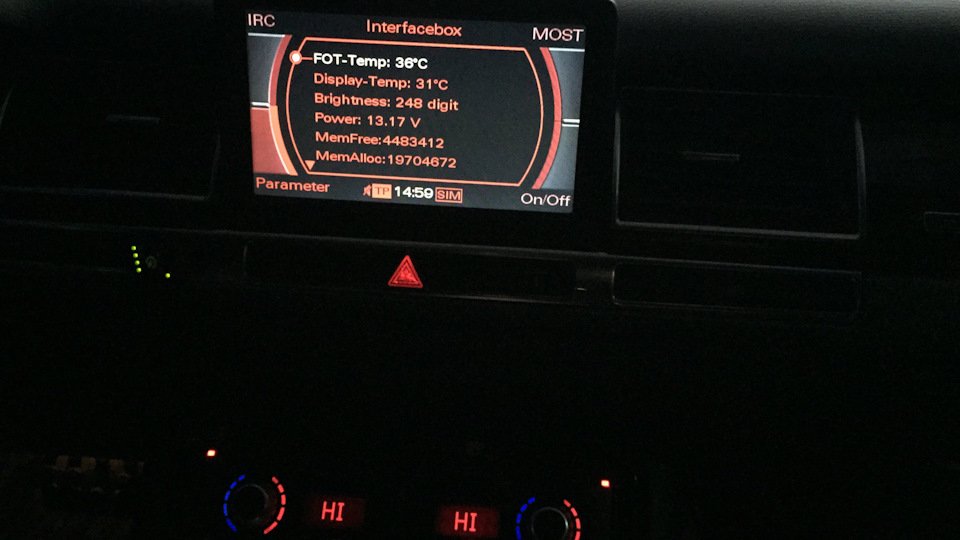 IRC
Interfacebox
MOST
FOT-Temp: 36°C
Display-Temp: 31°C
Brightness: 248 digit
Power: 13.17 V
MemFree:4483412
MemAlloc:19704672
Parameter
TP 14:59 SIM
On/Off
HI
HI